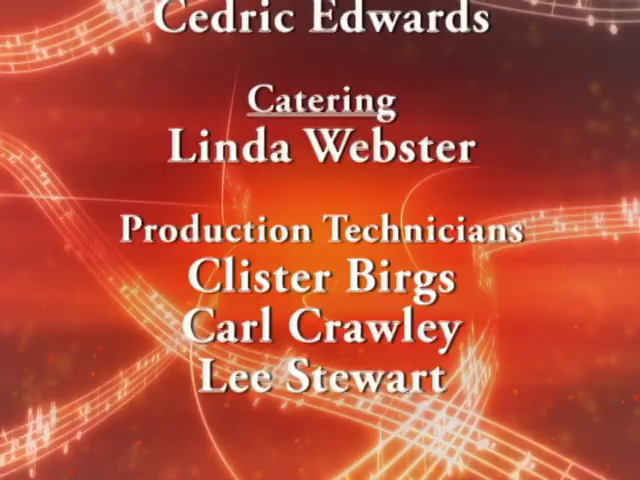 Cedric Edwards
Catering
Linda Webster
Production Technicians
Clister Birgs
Carl Crawley
Lee Stewart